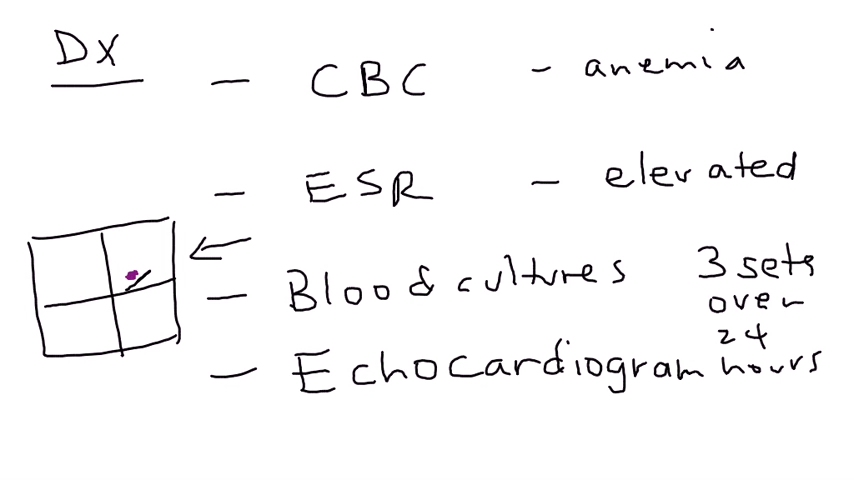 Dx
- CBC - anemia
- ESR - elevated
- Blood cultures 3 sets
over
24
- Echocardiogram hours